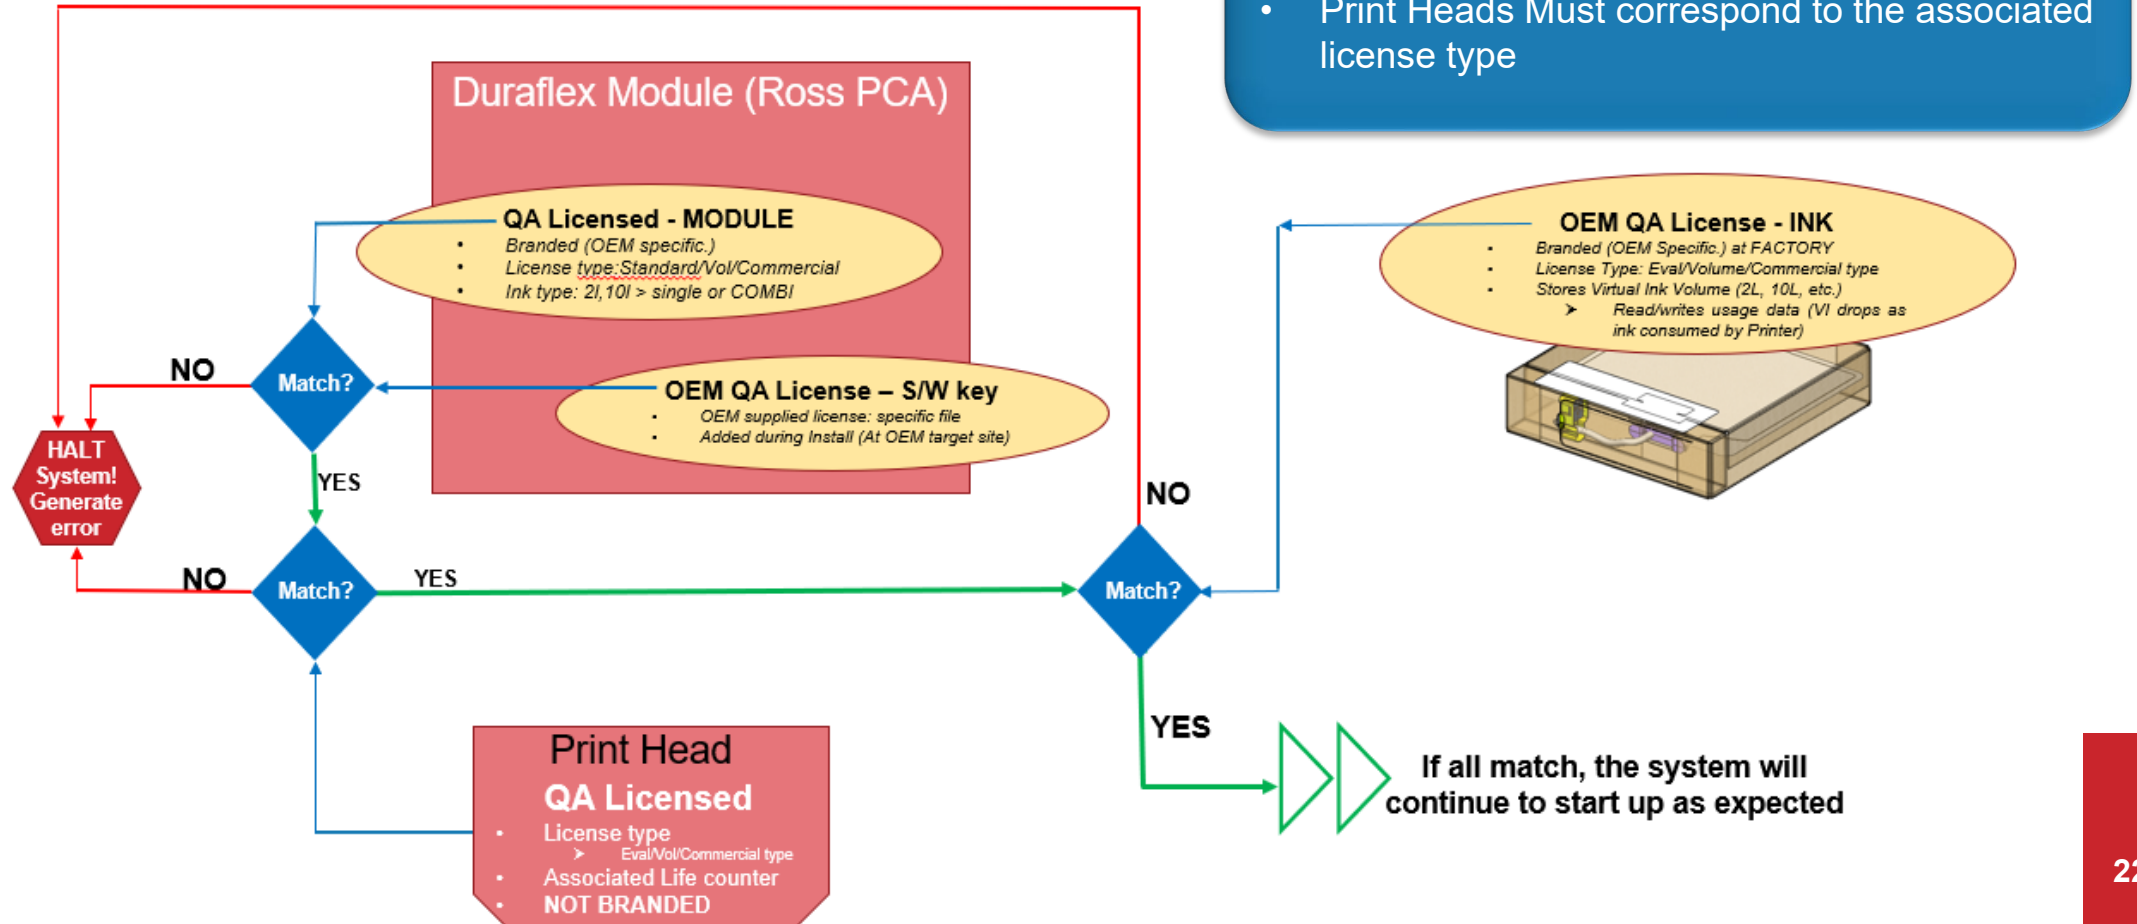 • Print Heads Must correspond to the associated
license type
Duraflex Module (Ross PCA)
QA Licensed - MODULE
• Branded (OEM specific.)
• License type:Standard/Vol/Commercial
• Ink type: 2l,10l > single or COMBI
OEM QA License - INK
• Branded (OEM Specific.) at FACTORY
• License Type: Eval/Volume/Commercial type
• Stores Virtual Ink Volume (2L, 10L, etc.)
➤ Read/writes usage data (VI drops as
ink consumed by Printer)
NO
Match?
OEM QA License – S/W key
• OEM supplied license: specific file
• Added during Install (At OEM target site)
HALT
System!
Generate
error
YES
NO
NO
Match?
YES
Match?
YES
Print Head
QA Licensed
• License type
➤ Eval/Vol/Commercial type
• Associated Life counter
• NOT BRANDED
If all match, the system will
continue to start up as expected